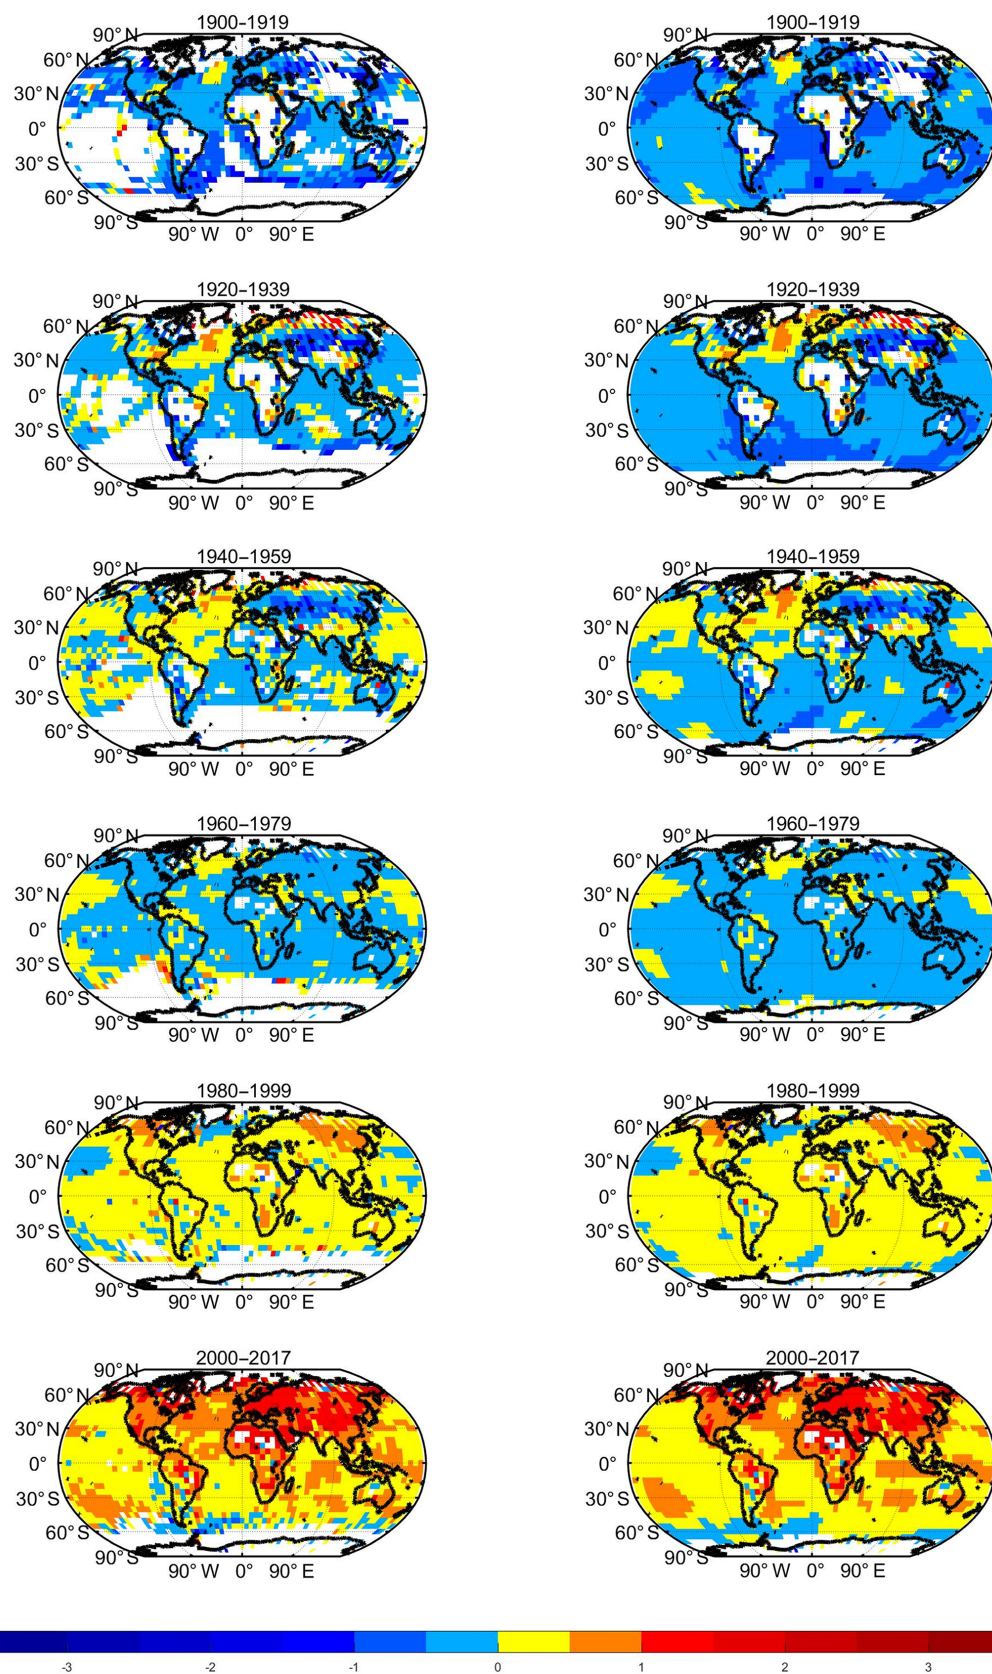 1900–1919 1900–1919
90° N 90° N
60° N 60° N
30° N 30° N
0° 0°
30° S 30° S
60° S 60° S
90° S 90° S
90° W 0° 90° E 90° W 0° 90° E
1920–1939 1920–1939
90° N 90° N
60° N 60° N
30° N 30° N
0° 0°
30° S 30° S
60° S 60° S
90° S 90° S
90° W 0° 90° E 90° W 0° 90° E
1940–1959 1940–1959
90° N 90° N
60° N 60° N
30° N 30° N
0° 0°
30° S 30° S
60° S 60° S
90° S 90° S
90° W 0° 90° E 90° W 0° 90° E
1960–1979 1960–1979
90° N 90° N
60° N 60° N
30° N 30° N
0° 0°
30° S 30° S
60° S 60° S
90° S 90° S
90° W 0° 90° E 90° W 0° 90° E
1980–1999 1980–1999
90° N 90° N
60° N 60° N
30° N 30° N
0° 0°
30° S 30° S
60° S 60° S
90° S 90° S
90° W 0° 90° E 90° W 0° 90° E
2000–2017 2000–2017
90° N 90° N
60° N 60° N
30° N 30° N
0° 0°
30° S 30° S
60° S 60° S
90° S 90° S
90° W 0° 90° E 90° W 0° 90° E
-3 -2 -1 0 1 2 3